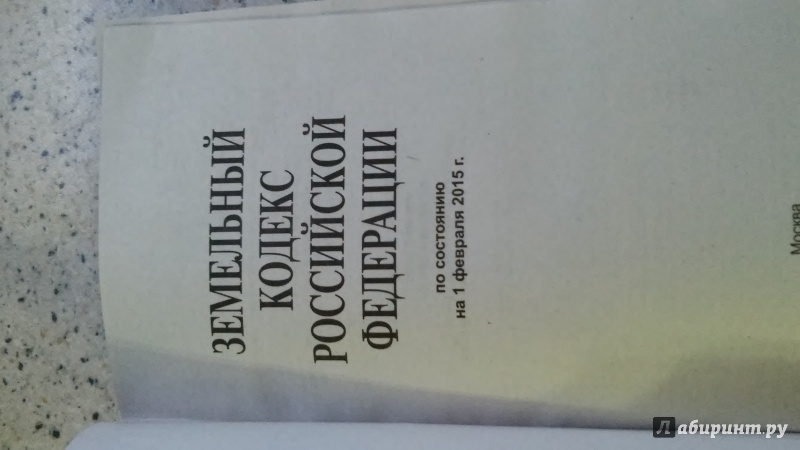 ЗЕМЕЛЬНЫЙ
КОДЕКС
РОССИЙСКОЙ
ФЕДЕРАЦИИ
по состоянию
на 1 февраля 2015 г.
Москва
Лабиринт.ру